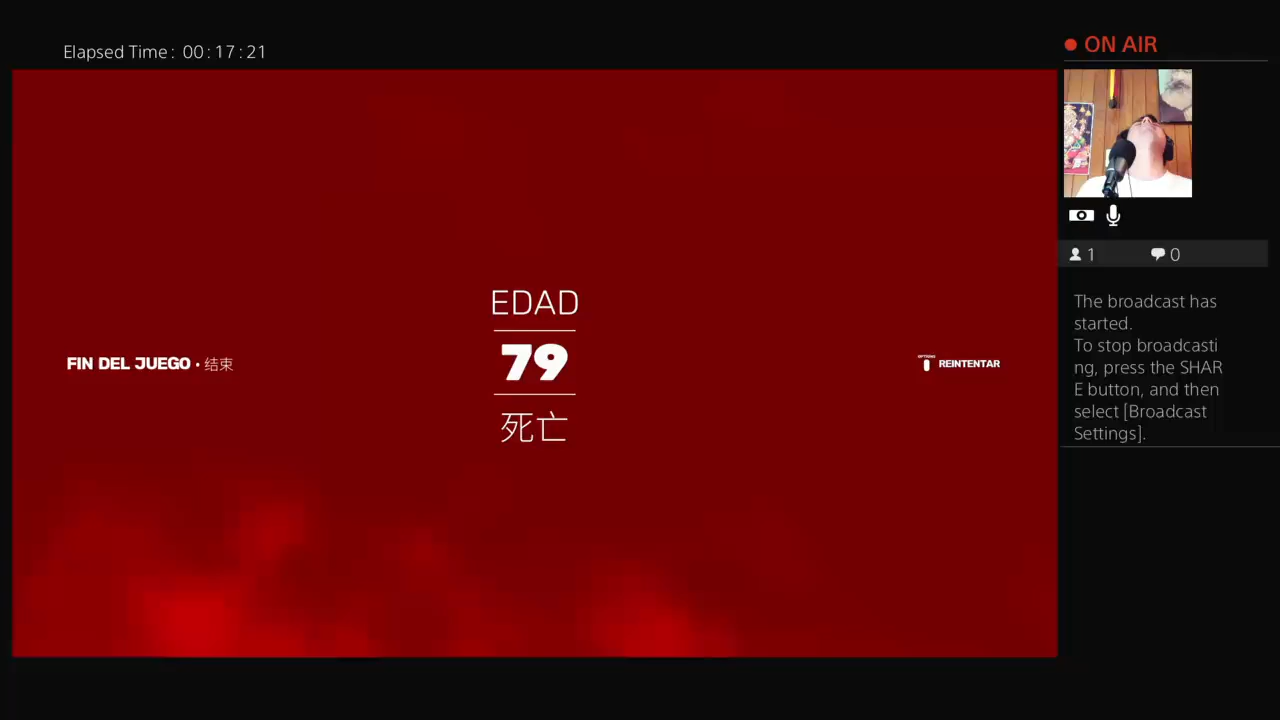 Elapsed Time: 00:17:21
ON AIR
1 0
EDAD
79
死亡
FIN DEL JUEGO • 结束
OPTIONS
REINTENTAR
The broadcast has
started.
To stop broadcasti
ng, press the SHAR
E button, and then
select [Broadcast
Settings].